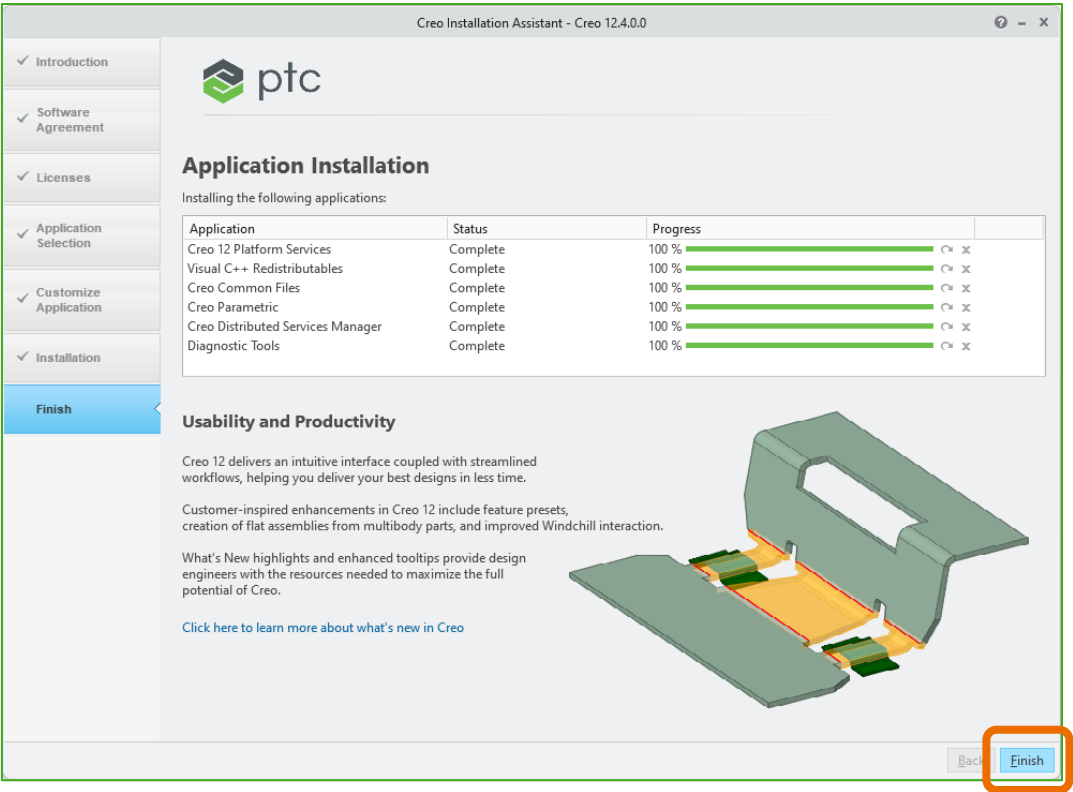 Creo Installation Assistant - Creo 12.4.0.0
Introduction
Software
Agreement
Licenses
Application
Selection
Customize
Application
Installation
Finish
ptc
Application Installation
Installing the following applications:
Application Status Progress
Creo 12 Platform Services Complete 100 %
Visual C++ Redistributables Complete 100 %
Creo Common Files Complete 100 %
Creo Parametric Complete 100 %
Creo Distributed Services Manager Complete 100 %
Diagnostic Tools Complete 100 %
Usability and Productivity
Creo 12 delivers an intuitive interface coupled with streamlined
workflows, helping you deliver your best designs in less time.
Customer-inspired enhancements in Creo 12 include feature presets,
creation of flat assemblies from multibody parts, and improved Windchill interaction.
What's New highlights and enhanced tooltips provide design
engineers with the resources needed to maximize the full
potential of Creo.
Click here to learn more about what's new in Creo
Back Finish